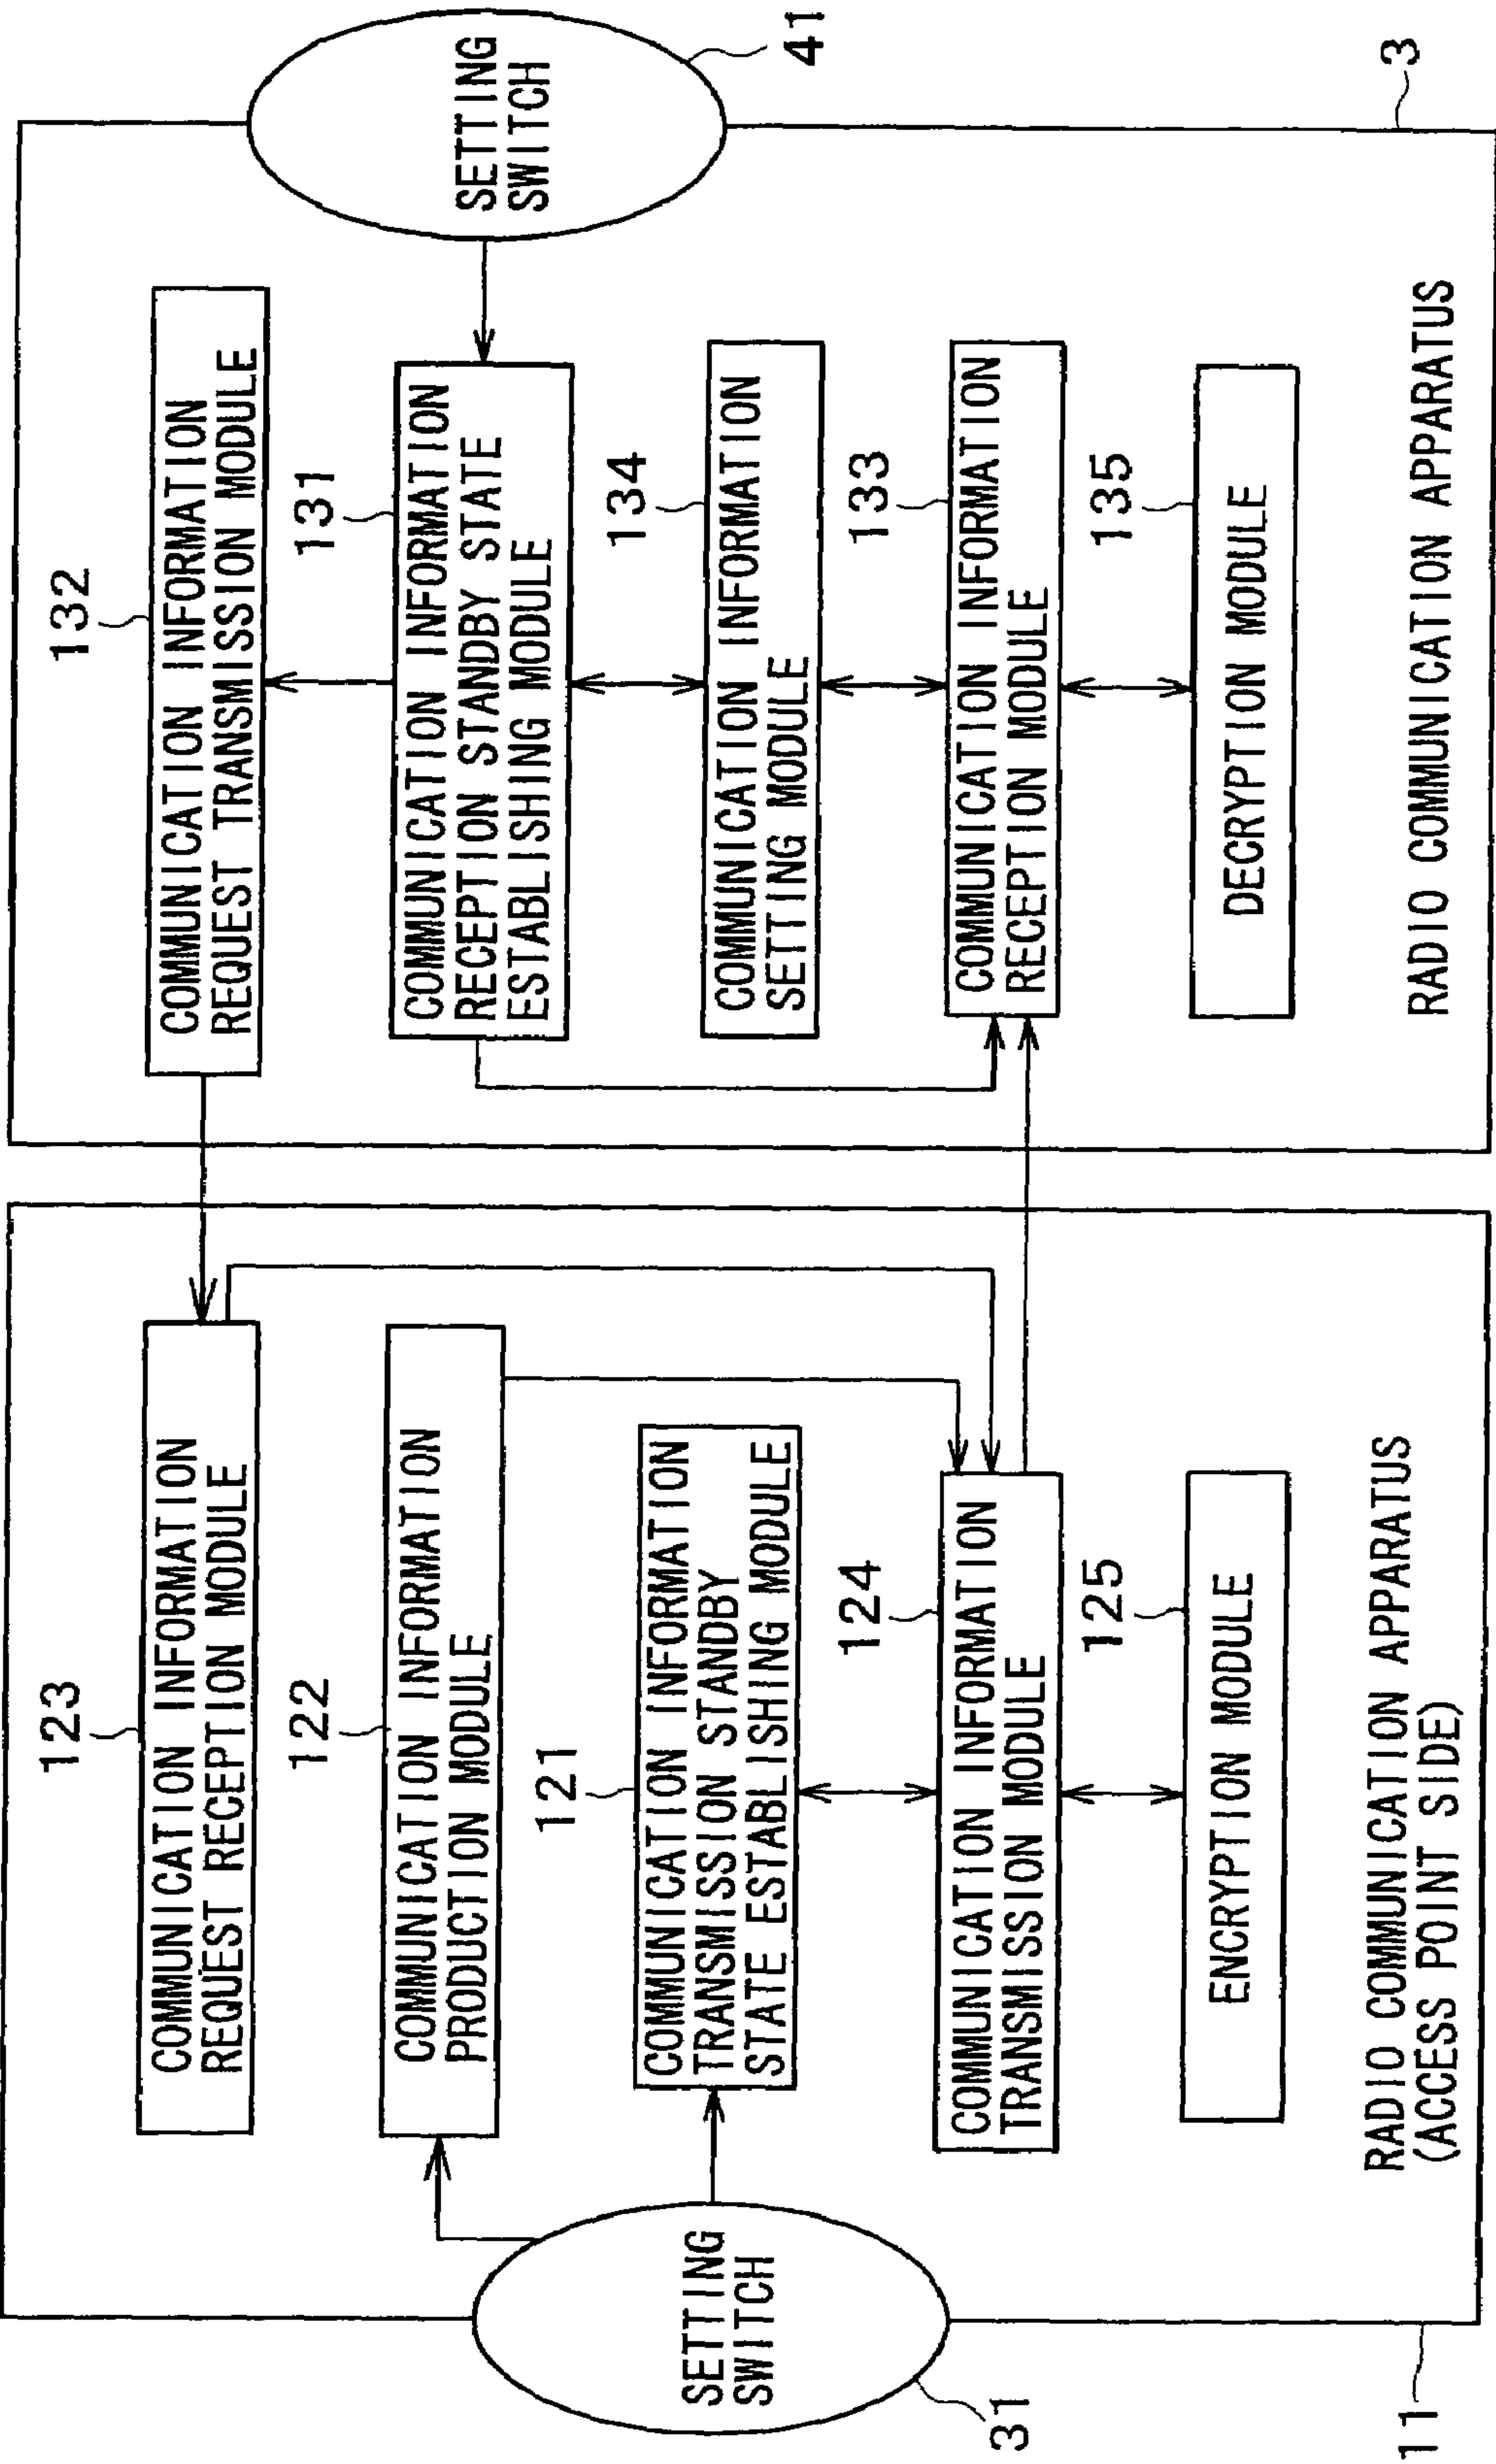 123
COMMUNICATION INFORMATION
REQUEST RECEPTION MODULE
122
COMMUNICATION INFORMATION
PRODUCTION MODULE
121
COMMUNICATION INFORMATION
TRANSMISSION STANDBY
STATE ESTABLISHING MODULE
SETTING
SWITCH
31
124
COMMUNICATION INFORMATION
TRANSMISSION MODULE
125
ENCRYPTION MODULE
RADIO COMMUNICATION APPARATUS
(ACCESS POINT SIDE)
11
132
COMMUNICATION INFORMATION
REQUEST TRANSMISSION MODULE
131
COMMUNICATION INFORMATION
RECEPTION STANDBY STATE
ESTABLISHING MODULE
SETTING
SWITCH
41
134
COMMUNICATION INFORMATION
SETTING MODULE
133
COMMUNICATION INFORMATION
RECEPTION MODULE
135
DECRYPTION MODULE
RADIO COMMUNICATION APPARATUS
3